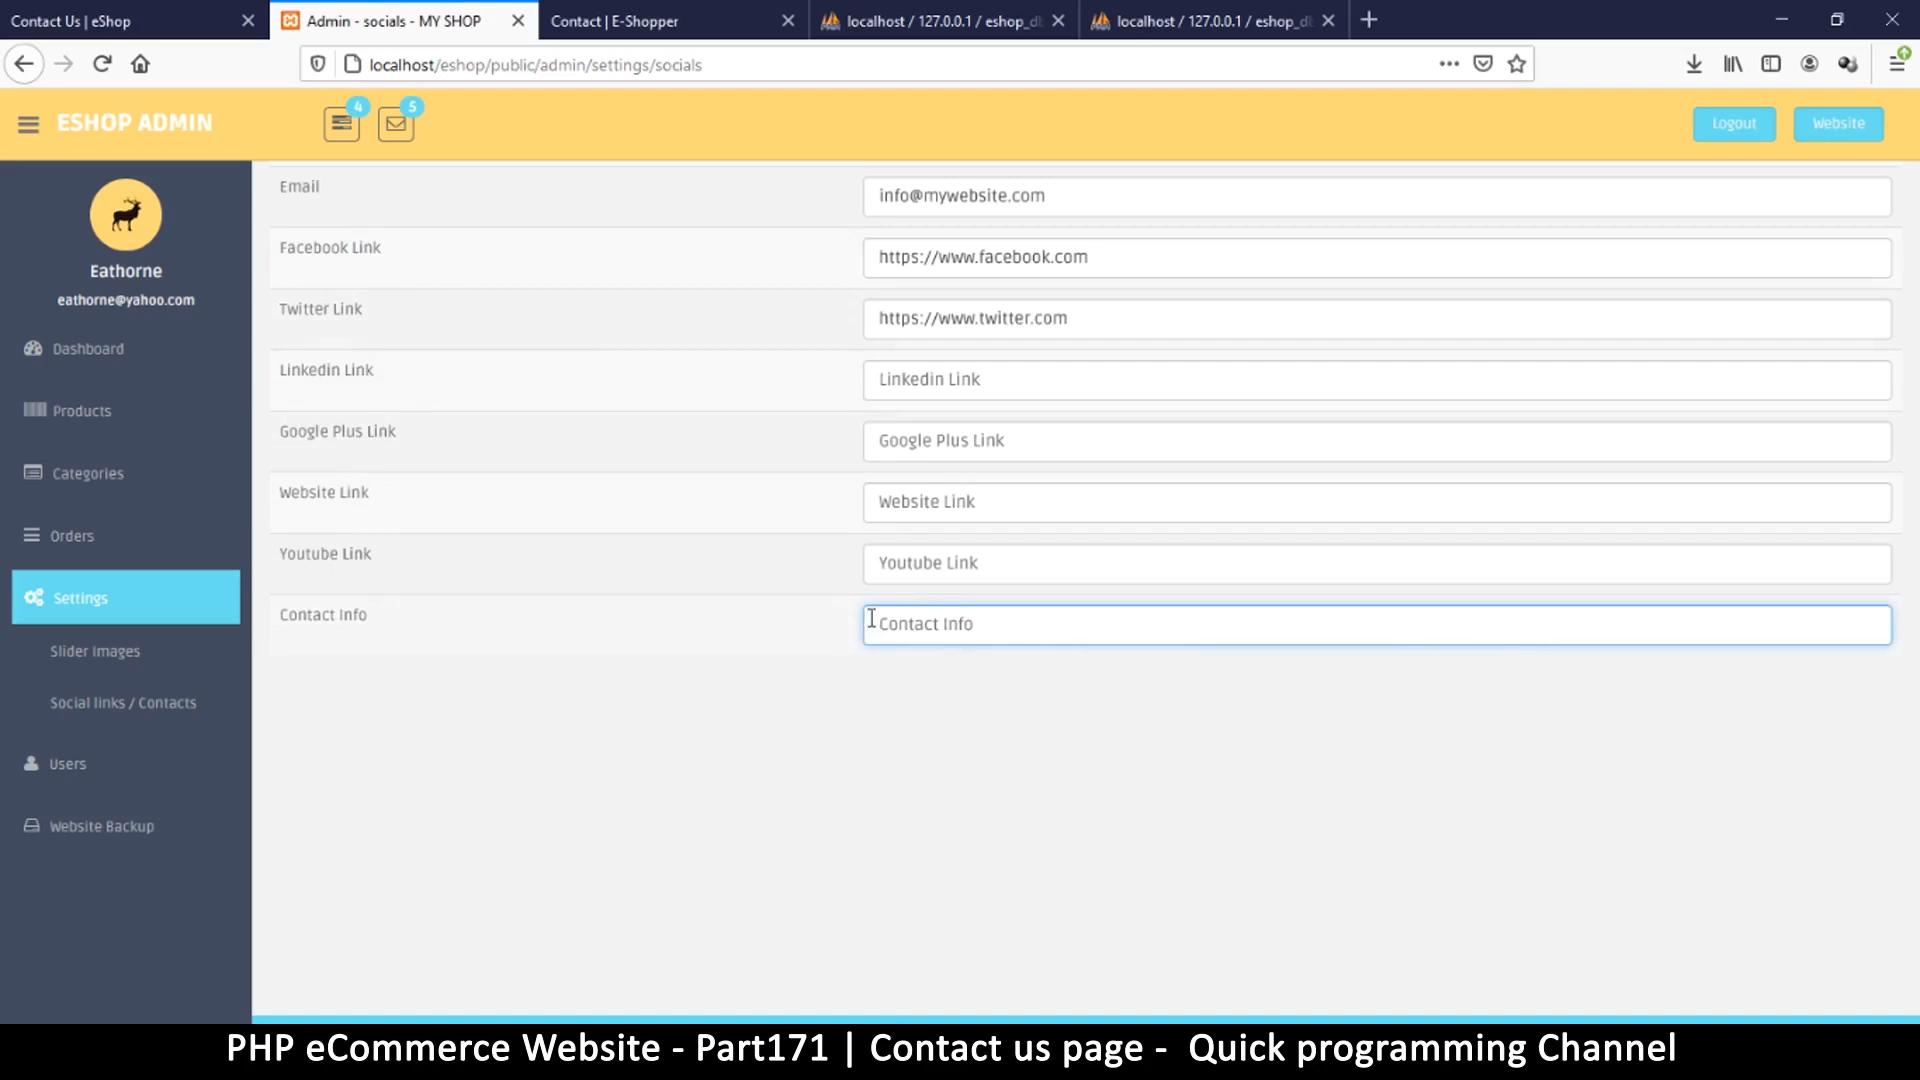 Contact Us | eShop
Admin - socials - MY SHOP
Contact | E-Shopper
localhost / 127.0.0.1 / eshop_db
localhost / 127.0.0.1 / eshop_db
localhost/eshop/public/admin/settings/socials
ESHOP ADMIN
4
5
Logout
Website
Eathorne
eathorne@yahoo.com
Dashboard
Products
Categories
Orders
Settings
Slider Images
Social links / Contacts
Users
Website Backup
Email
info@mywebsite.com
Facebook Link
https://www.facebook.com
Twitter Link
https://www.twitter.com
Linkedin Link
Linkedin Link
Google Plus Link
Google Plus Link
Website Link
Website Link
Youtube Link
Youtube Link
Contact Info
Contact Info
PHP eCommerce Website - Part171 | Contact us page - Quick programming Channel